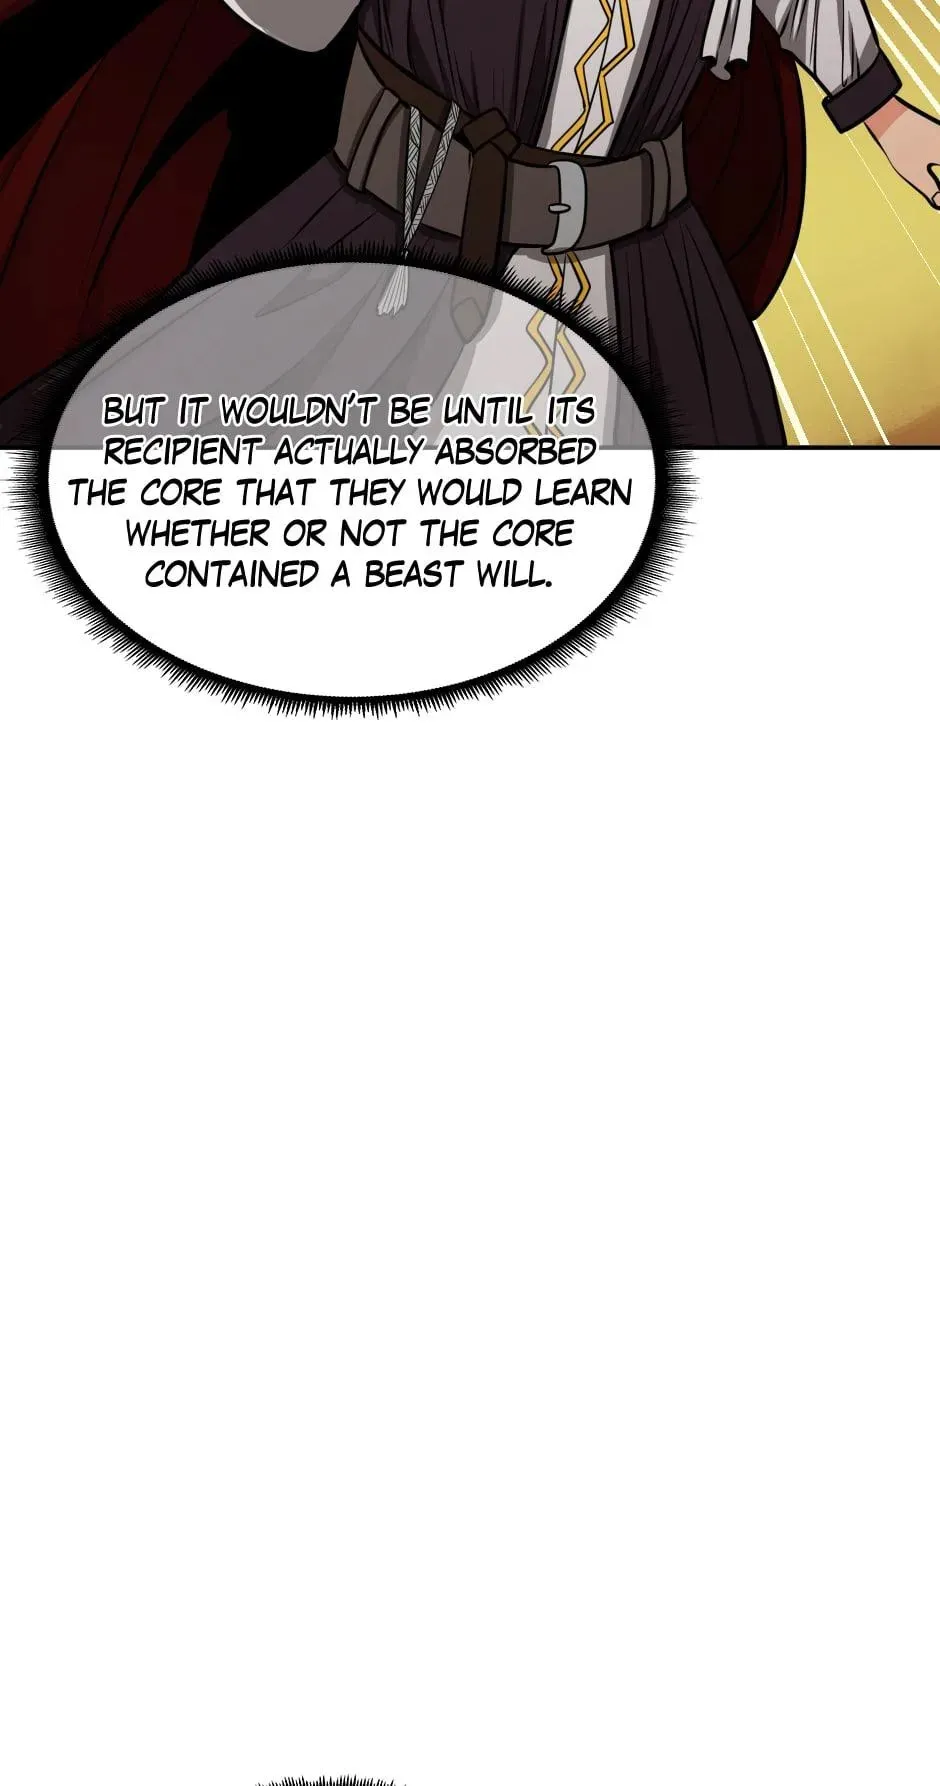 BUT IT WOULDN'T BE UNTIL ITS
RECIPIENT ACTUALLY ABSORBED
THE CORE THAT THEY WOULD LEARN
WHETHER OR NOT THE CORE
CONTAINED A BEAST WILL.